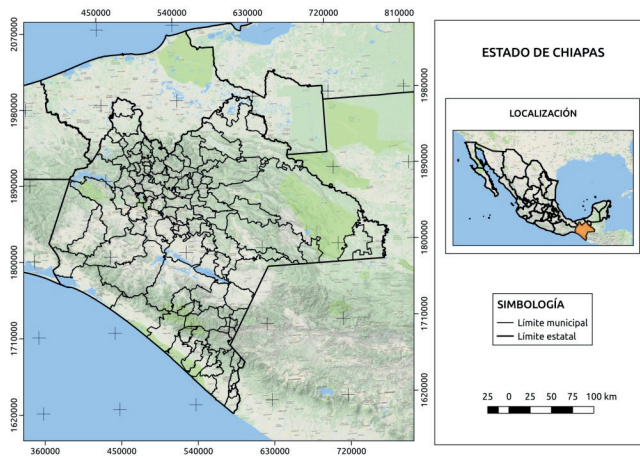 450000 540000 630000 720000 810000
2070000
1980000
1890000
1800000
1710000
1620000
1980000
1890000
1800000
1710000
1620000
360000 450000 540000 630000 720000
ESTADO DE CHIAPAS
LOCALIZACIÓN
SIMBOLOGÍA
Límite municipal
Límite estatal
25 0 25 50 75 100 km